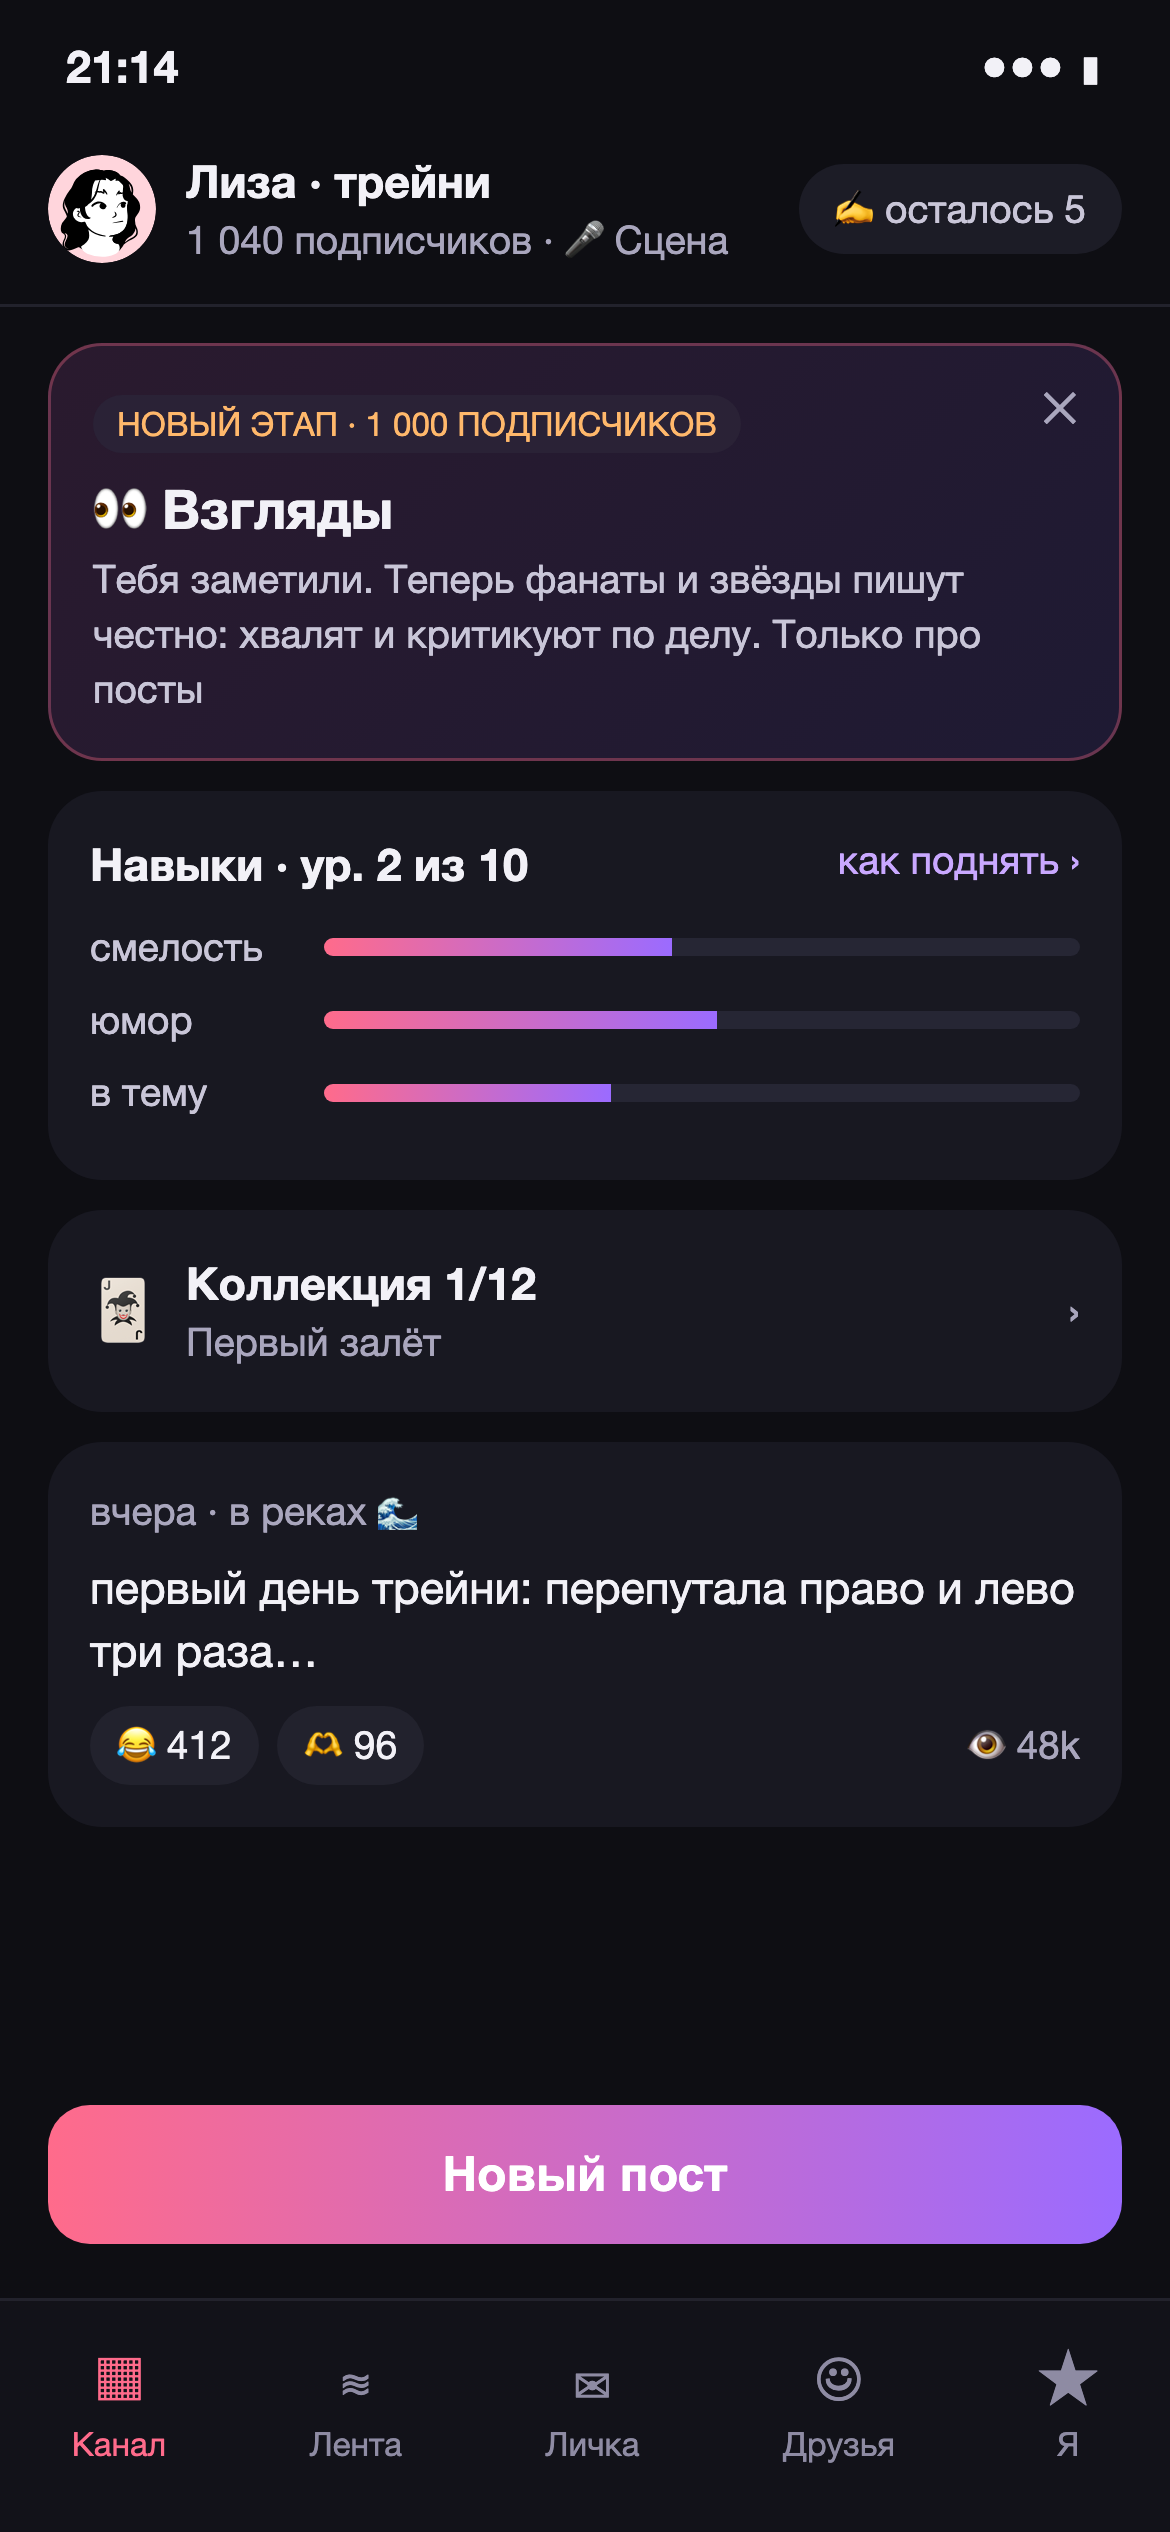 21:14
Лиза · трейни
1 040 подписчиков · 🎤 Сцена
✍️ осталось 5
НОВЫЙ ЭТАП · 1 000 ПОДПИСЧИКОВ
👀 Взгляды
Тебя заметили. Теперь фанаты и звёзды пишут
честно: хвалят и критикуют по делу. Только про
посты
Навыки · ур. 2 из 10
как поднять ›
смелость
юмор
в тему
Коллекция 1/12
Первый залёт
›
вчера · в реках 🌊
первый день трейни: перепутала право и лево
три раза…
😂 412
🫶 96
👁️ 48k
Новый пост
Канал
Лента
Личка
Друзья
Я